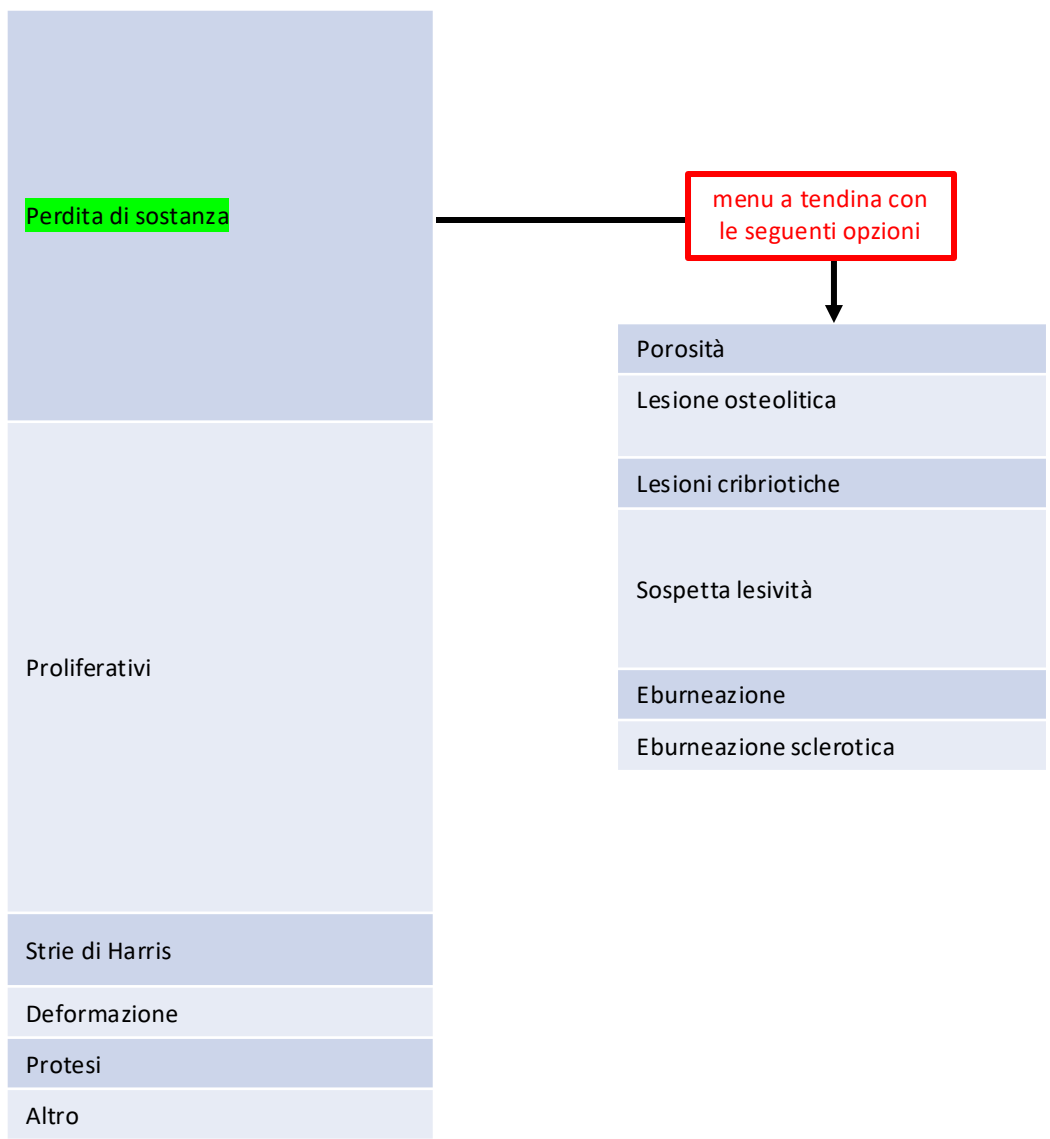 Perdita di sostanza
menu a tendina con
le seguenti opzioni
Porosità
Lesione osteolitica
Lesioni cribriotiche
Sospetta lesività
Eburneazione
Eburneazione sclerotica
Proliferativi
Strie di Harris
Deformazione
Protesi
Altro